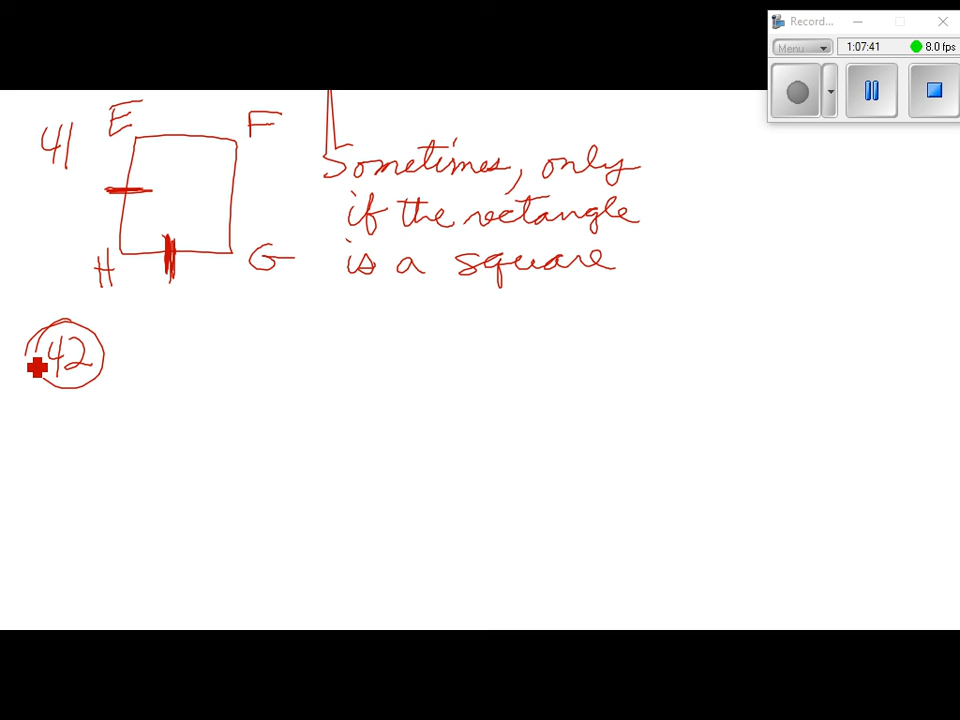 Record...
Menu
1:07:41
8.0 fps
41
E
F
H
G
Sometimes, only
if the rectangle
is a square
42